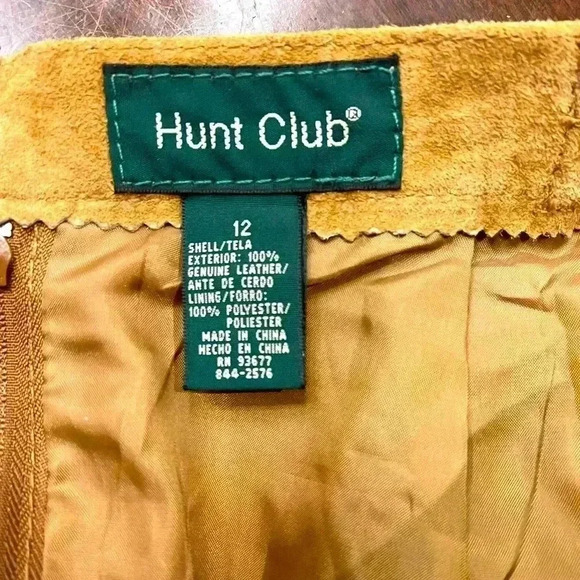 Hunt Club®
12
SHELL/TELA
EXTERIOR: 100%
GENUINE LEATHER/
ANTE DE CERDO
LINING/FORRO:
100% POLYESTER/
POLIESTER
MADE IN CHINA
HECHO EN CHINA
RN 93677
844-2576